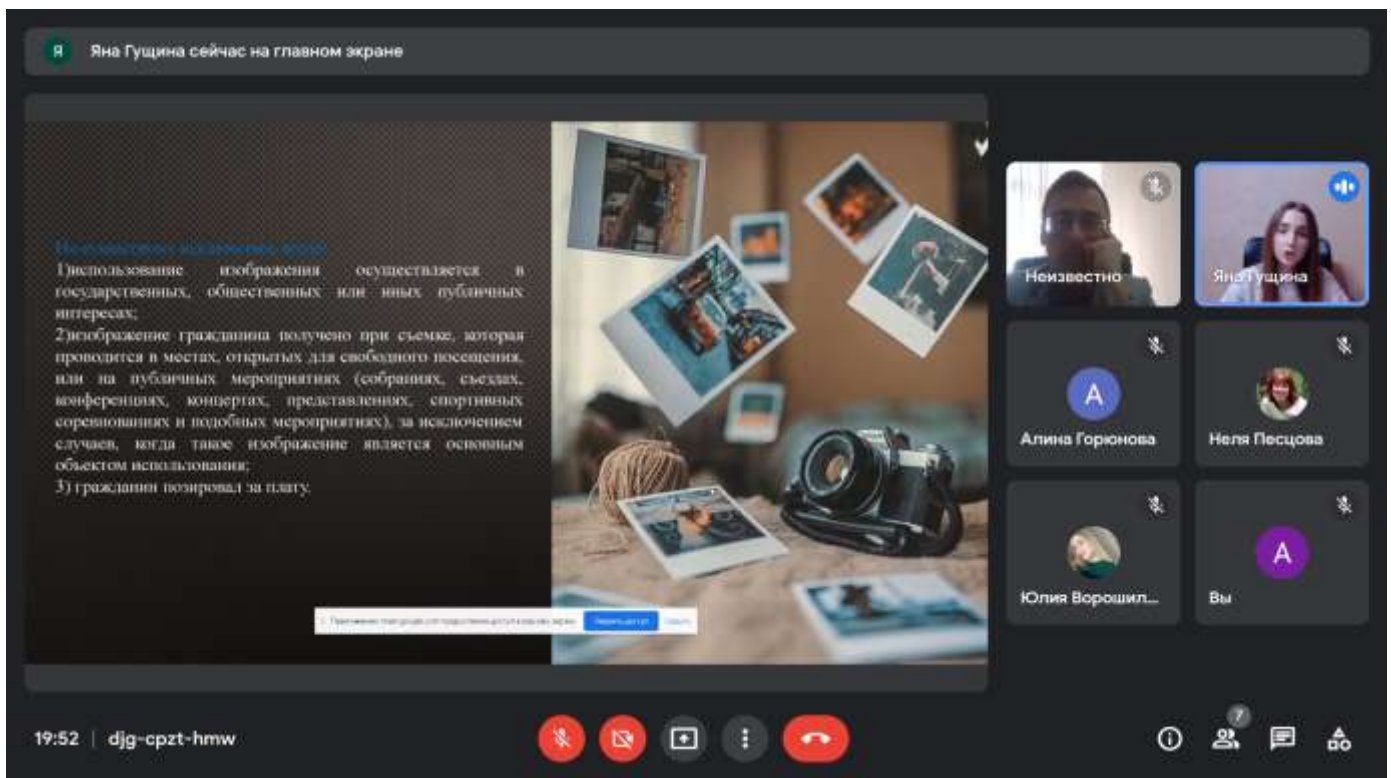 Я
Яна Гущина сейчас на главном экране
1)использование изображения осуществляется в
государственных, общественных или иных публичных
интересах;
2)изображение гражданина получено при съемке, которая
проводится в местах, открытых для свободного посещения,
или на публичных мероприятиях (собраниях, съездах,
конференциях, концертах, представлениях, спортивных
соревнованиях и подобных мероприятиях), за исключением
случаев, когда такое изображение является основным
объектом использования;
3) гражданин позировал за плату.
Неизвестно
Яна Гущина
А
Алина Горюнова
Неля Песцова
Юлия Ворошил...
А
Вы
19:52 | djg-cpzt-hmw
7